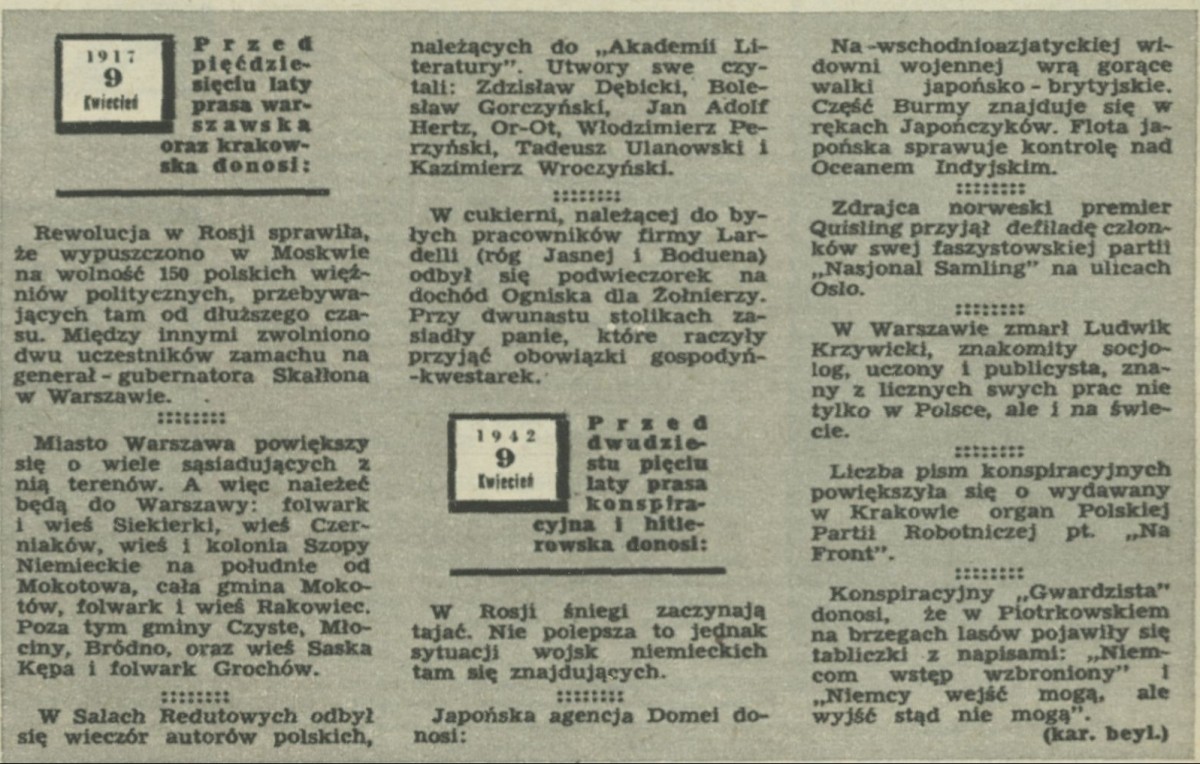 1917
9
Kwiecień
Przed
pięćdzie-
sięciu laty
prasa war-
szawska
oraz krakow-
ska donosi:
Rewolucja w Rosji sprawiła,
że wypuszczono w Moskwie
na wolność 150 polskich więź-
niów politycznych, przebywa-
jących tam od dłuższego cza-
su. Między innymi zwolniono
dwu uczestników zamachu na
generał-gubernatora Skałłona
w Warszawie.
Miasto Warszawa powiększy
się o wiele sąsiadujących z
nią terenów. A więc należeć
będą do Warszawy: folwark
i wieś Siekierki, wieś Czer-
niaków, wieś i kolonia Szopy
Niemieckie na południe od
Mokotowa, cała gmina Moko-
tów, folwark i wieś Rakowiec.
Poza tym gminy Czyste, Mło-
ciny, Bródno, oraz wieś Saska
Kępa i folwark Grochów.
W Salach Redutowych odbył
się wieczór autorów polskich,
należących do „Akademii Li-
teratury”. Utwory swe czy-
tali: Zdzisław Dębicki, Bole-
sław Gorczyński, Jan Adolf
Hertz, Or-Ot, Włodzimierz Pe-
rzyński, Tadeusz Ulanowski i
Kazimierz Wroczyński.
W cukierni, należącej do by-
łych pracowników firmy Lar-
delli (róg Jasnej i Boduena)
odbył się podwieczorek na
dochód Ogniska dla Żołnierzy.
Przy dwunastu stolikach za-
siadły panie, które raczyły
przyjąć obowiązki gospodyń-
-kwestarek.
1942
9
Kwiecień
Przed
dwudzie-
stu pięciu
laty prasa
konspira-
cyjna i hitle-
rowska donosi:
W Rosji śniegi zaczynają
tajać. Nie polepsza to jednak
sytuacji wojsk niemieckich
tam się znajdujących.
Japońska agencja Domei do-
nosi:
Na -wschodnioazjatyckiej wi-
downi wojennej wrą gorące
walki japońsko-brytyjskie.
Część Burmy znajduje się w
rękach Japończyków. Flota ja-
pońska sprawuje kontrolę nad
Oceanem Indyjskim.
Zdrajca norweski premier
Quisling przyjął defiladę człon-
ków swej faszystowskiej partii
„Nasjonal Samling” na ulicach
Oslo.
W Warszawie zmarł Ludwik
Krzywicki, znakomity socjo-
log, uczony i publicysta, zna-
ny z licznych swych prac nie
tylko w Polsce, ale i na świe-
cie.
Liczba pism konspiracyjnych
powiększyła się o wydawany
w Krakowie organ Polskiej
Partii Robotniczej pt. „Na
Front”.
Konspiracyjny „Gwardzista”
donosi, że w Piotrkowskiem
na brzegach lasów pojawiły się
tabliczki z napisami: „Niem-
com wstęp wzbroniony” i
„Niemcy wejść mogą, ale
wyjść stąd nie mogą”.
(kar. beyl.)